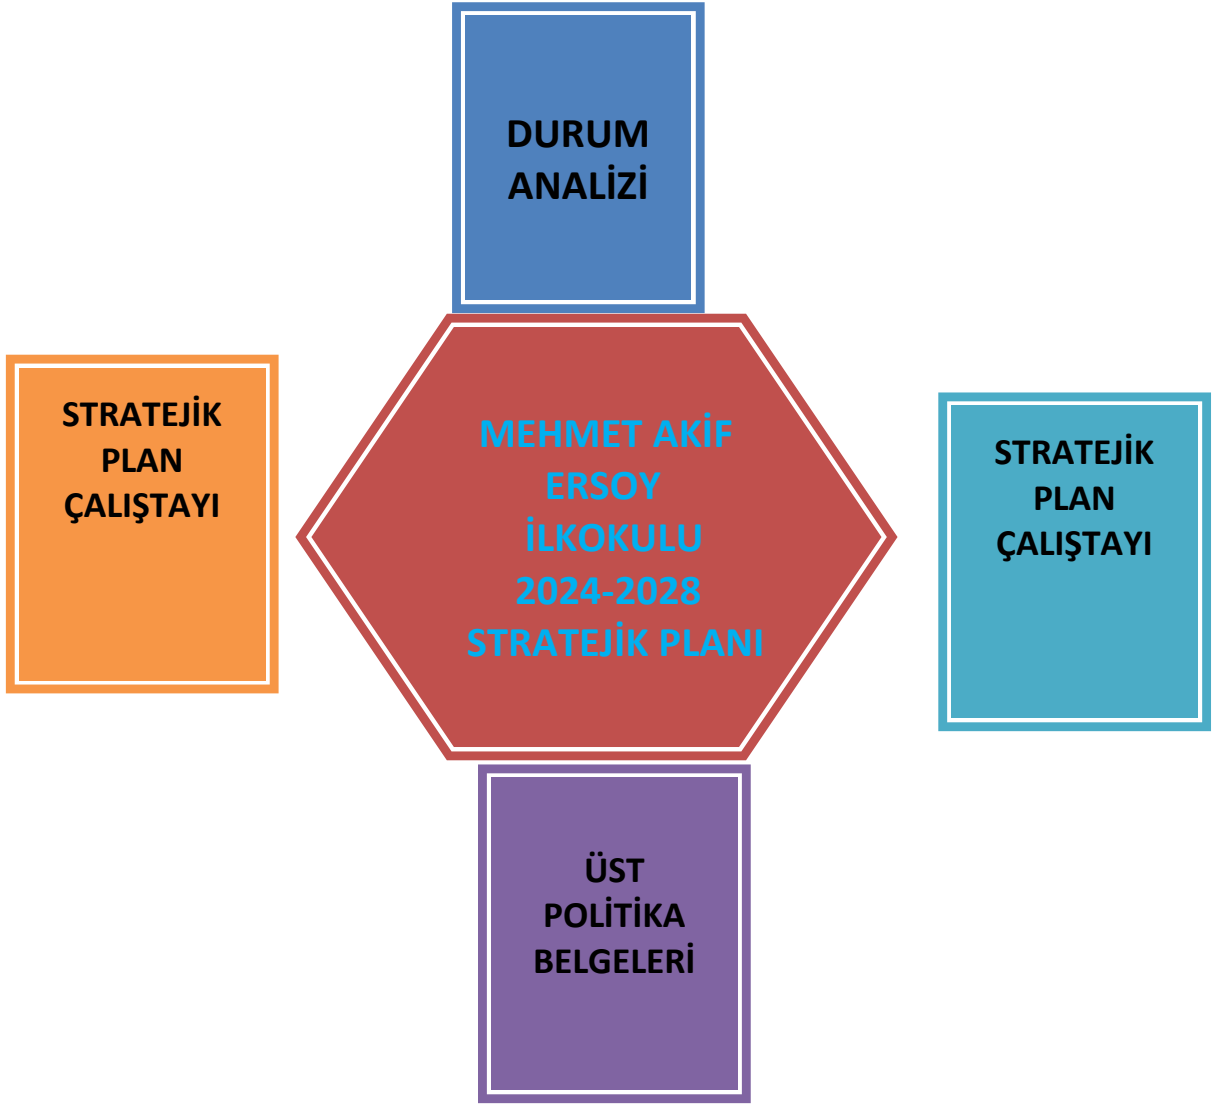 DURUM
ANALİZİ
STRATEJİK
PLAN
ÇALIŞTAYI
MEHMET AKİF
ERSOY
İLKOKULU
2024-2028
STRATEJİK PLANI
STRATEJİK
PLAN
ÇALIŞTAYI
ÜST
POLİTİKA
BELGELERİ